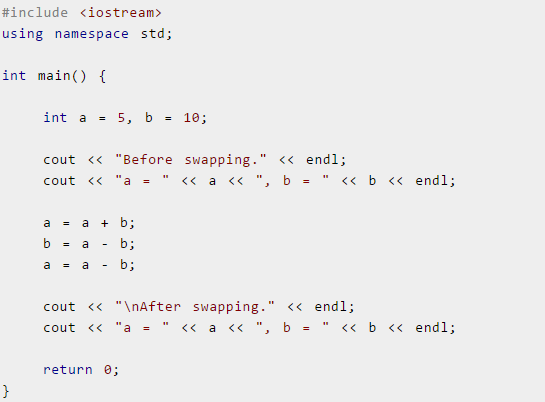 #include <iostream>
using namespace std;
int main() {
int a = 5, b = 10;
cout << "Before swapping." << endl;
cout << "a = " << a << ", b = " << b << endl;
a = a + b;
b = a - b;
a = a - b;
cout << "\nAfter swapping." << endl;
cout << "a = " << a << ", b = " << b << endl;
return 0;
}